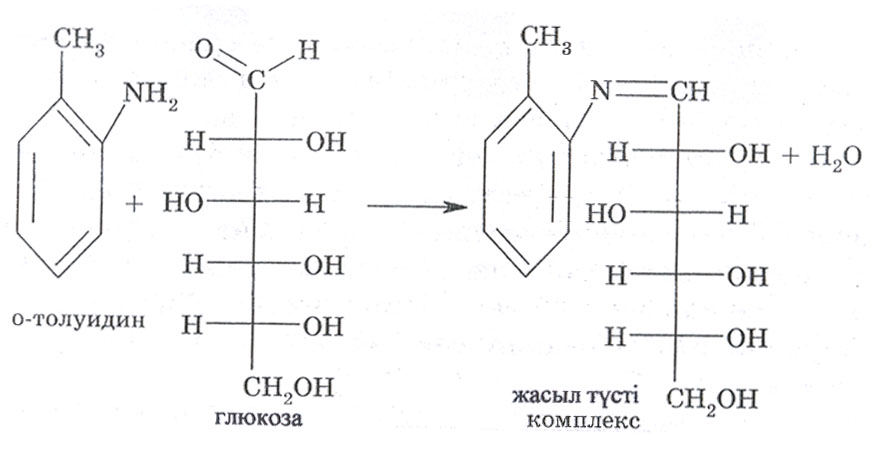 CH₃
NH₂
O
H
C
H
OH
+
HO
H
H
OH
H
OH
CH₂OH
о-толуидин
глюкоза
CH₃
N
CH
H
OH + H₂O
HO
H
H
OH
H
OH
CH₂OH
жасыл түсті
комплекс